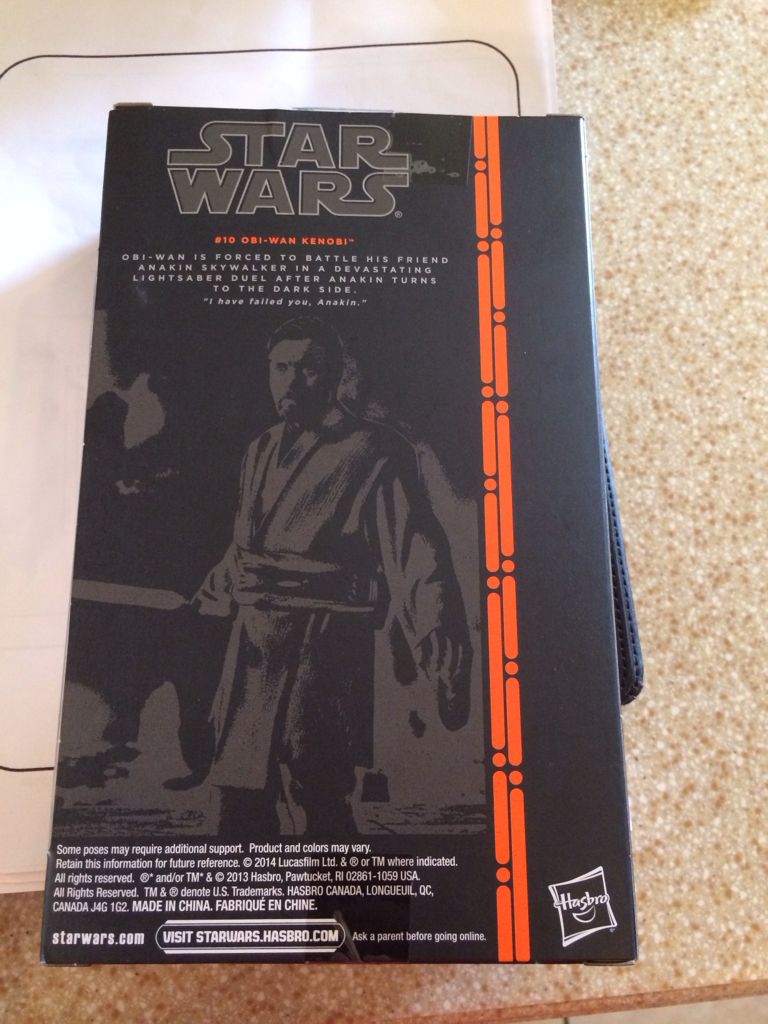 STAR
WARS®
#10 OBI-WAN KENOBI™
OBI-WAN IS FORCED TO BATTLE HIS FRIEND
ANAKIN SKYWALKER IN A DEVASTATING
LIGHTSABER DUEL AFTER ANAKIN TURNS
TO THE DARK SIDE.
"I have failed you, Anakin."
Some poses may require additional support. Product and colors may vary.
Retain this information for future reference. © 2014 Lucasfilm Ltd. & ® or TM where indicated.
All rights reserved. ®* and/or TM* & © 2013 Hasbro, Pawtucket, RI 02861-1059 USA.
All Rights Reserved. TM & ® denote U.S. Trademarks. HASBRO CANADA, LONGUEUIL, QC,
CANADA J4G 1G2. MADE IN CHINA. FABRIQUÉ EN CHINE.
starwars.com VISIT STARWARS.HASBRO.COM Ask a parent before going online.
Hasbro